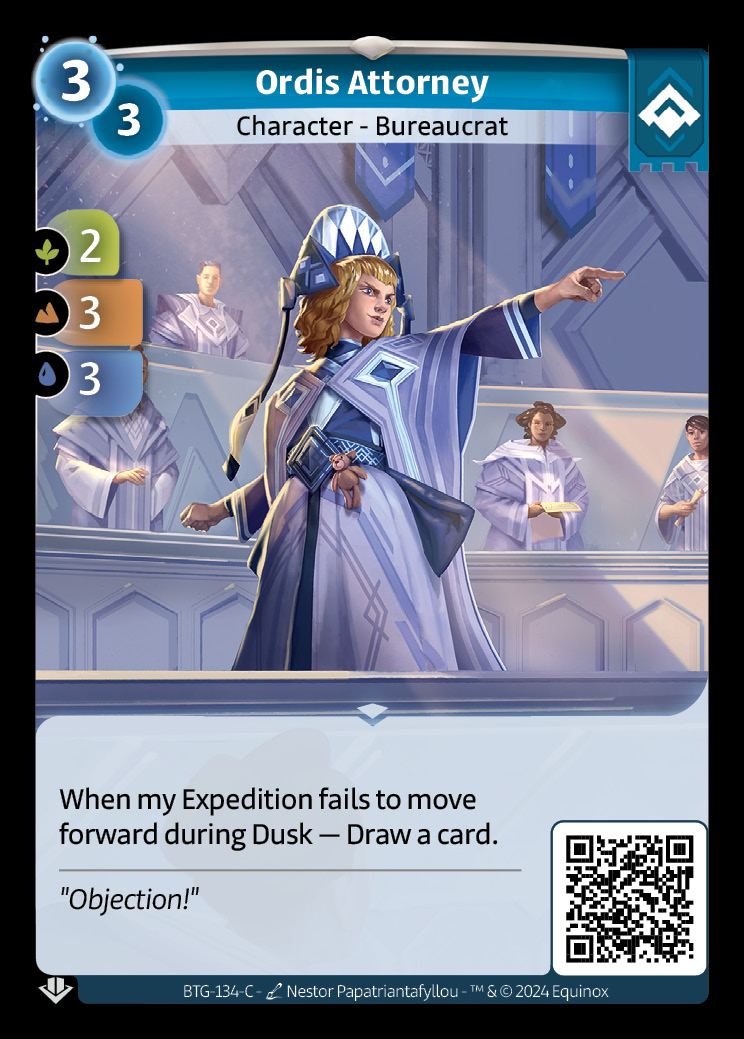 3
Ordis Attorney
3
Character - Bureaucrat
2
3
3
When my Expedition fails to move
forward during Dusk — Draw a card.
"Objection!"
BTG-134-C - Nestor Papatriantafyllou - ™ & © 2024 Equinox